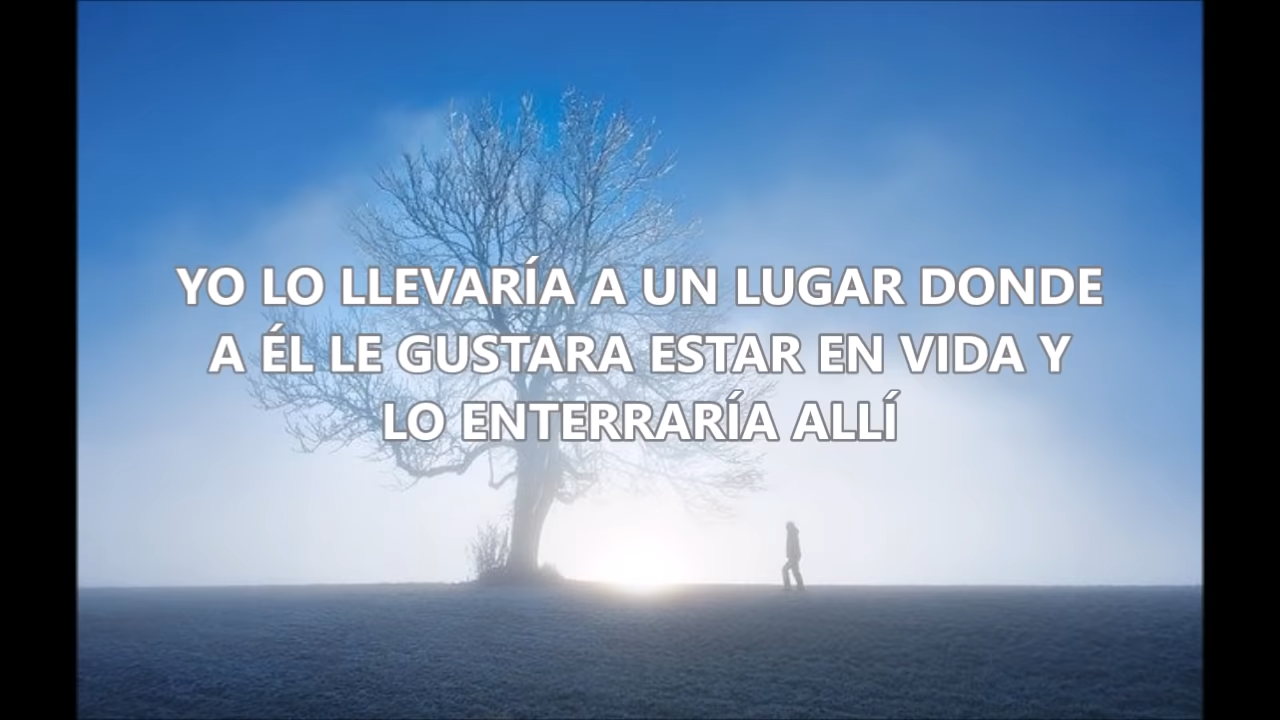 YO LO LLEVARÍA A UN LUGAR DONDE
A ÉL LE GUSTARA ESTAR EN VIDA Y
LO ENTERRARÍA ALLÍ